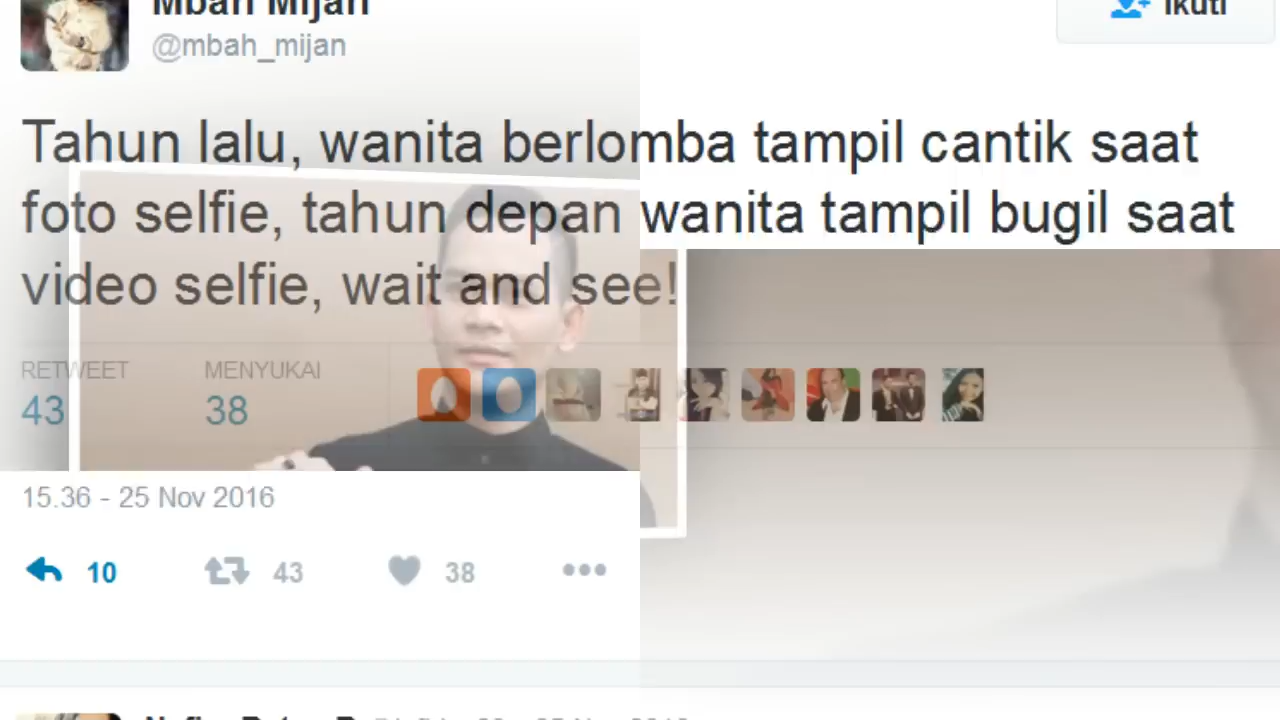 Mbah Mijan
@mbah_mijan
Ikuti
Tahun lalu, wanita berlomba tampil cantik saat
foto selfie, tahun depan wanita tampil bugil saat
video selfie, wait and see!
RETWEET MENYUKAI
43 38
15.36 - 25 Nov 2016
10 43 38